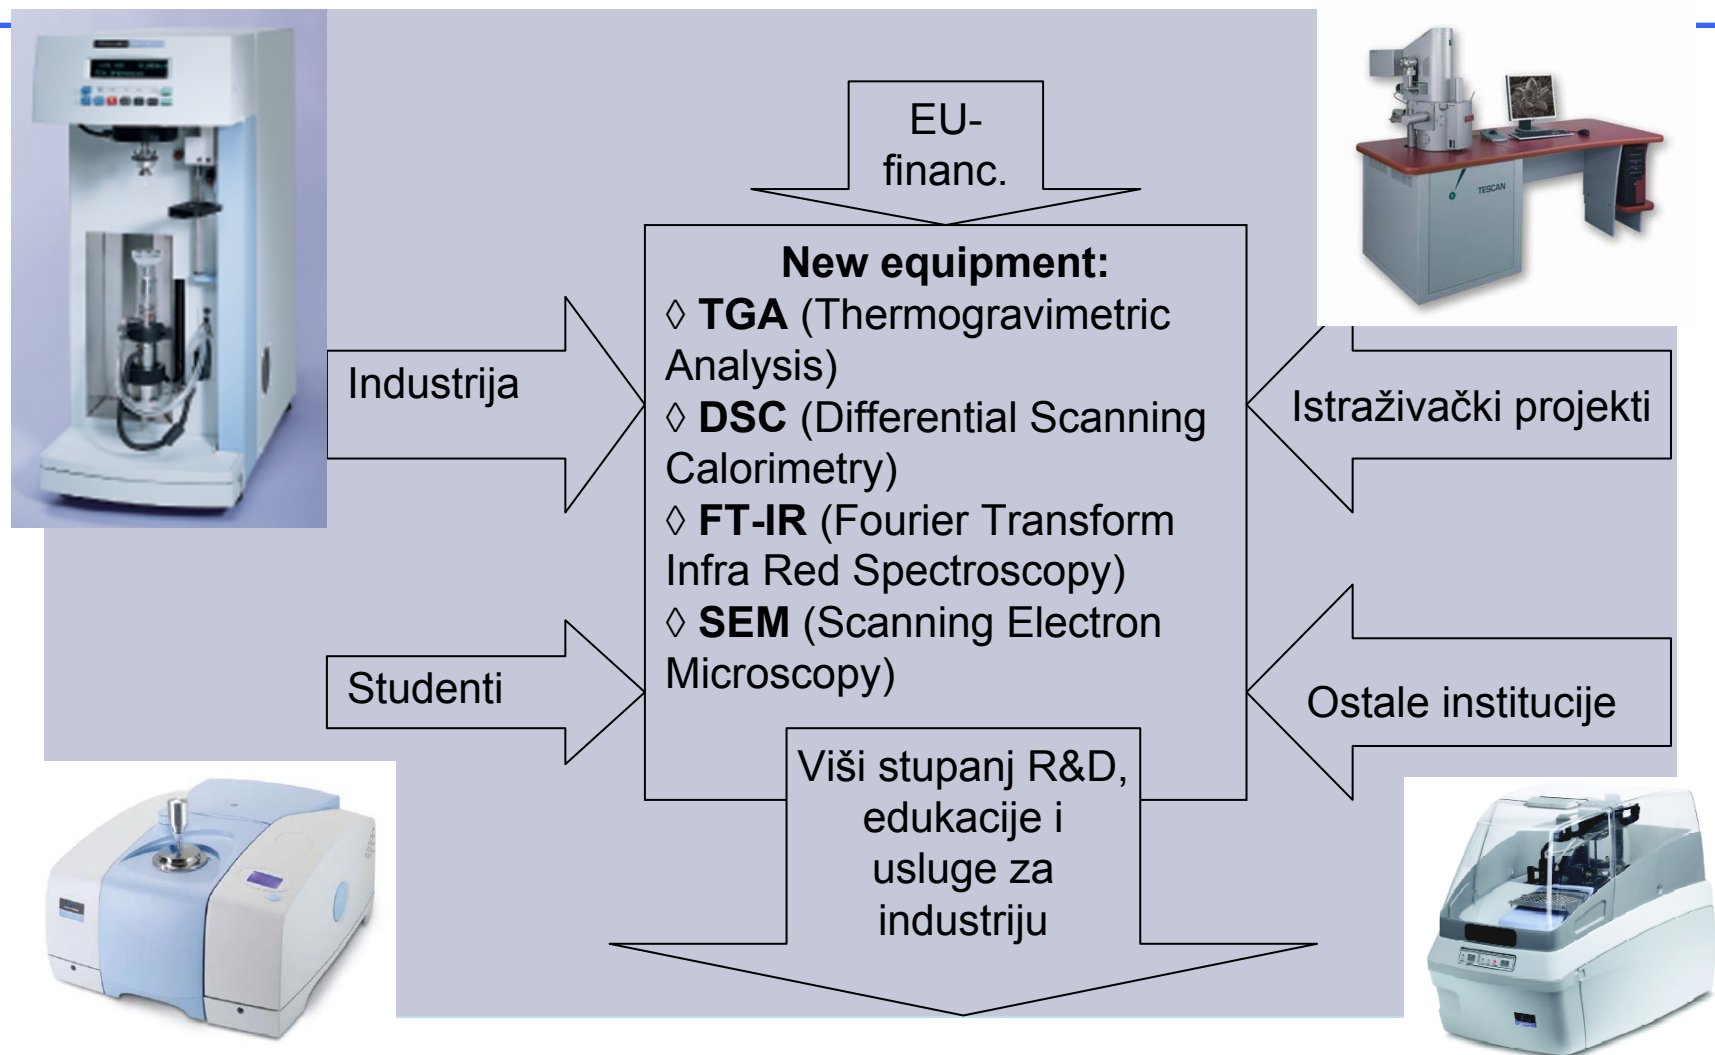 EU-
financ.
New equipment:
◊ TGA (Thermogravimetric
Analysis)
◊ DSC (Differential Scanning
Calorimetry)
◊ FT-IR (Fourier Transform
Infra Red Spectroscopy)
◊ SEM (Scanning Electron
Microscopy)
Industrija
Studenti
Istraživački projekti
Ostale institucije
Viši stupanj R&D,
edukacije i
usluge za
industriju
TESCAN